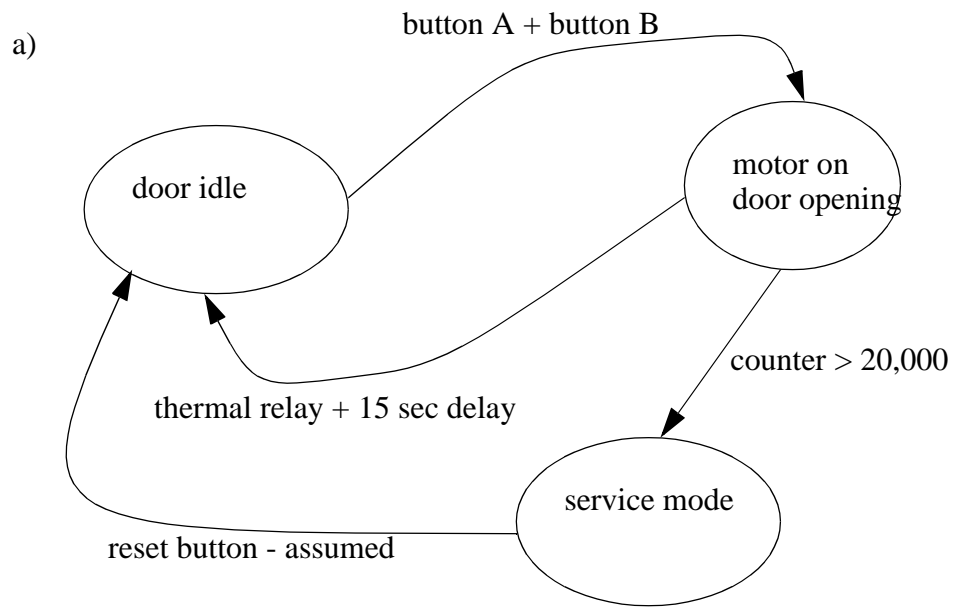 a)
button A + button B
door idle
motor on
door opening
counter > 20,000
thermal relay + 15 sec delay
service mode
reset button - assumed